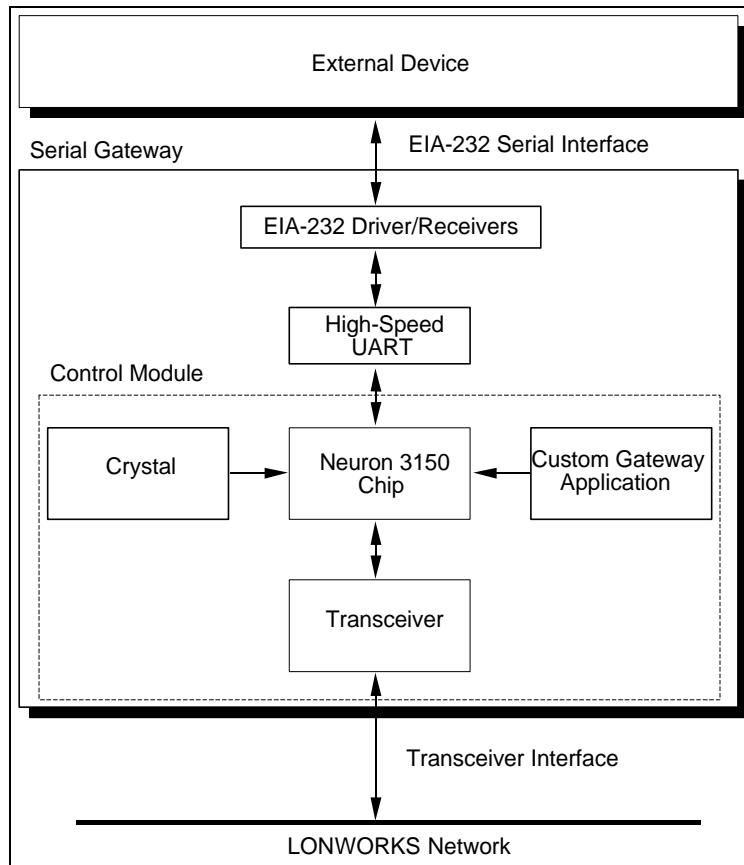 External Device
EIA-232 Serial Interface
Serial Gateway
EIA-232 Driver/Receivers
High-Speed
UART
Control Module
Crystal
Neuron 3150
Chip
Custom Gateway
Application
Transceiver
Transceiver Interface
LONWORKS Network